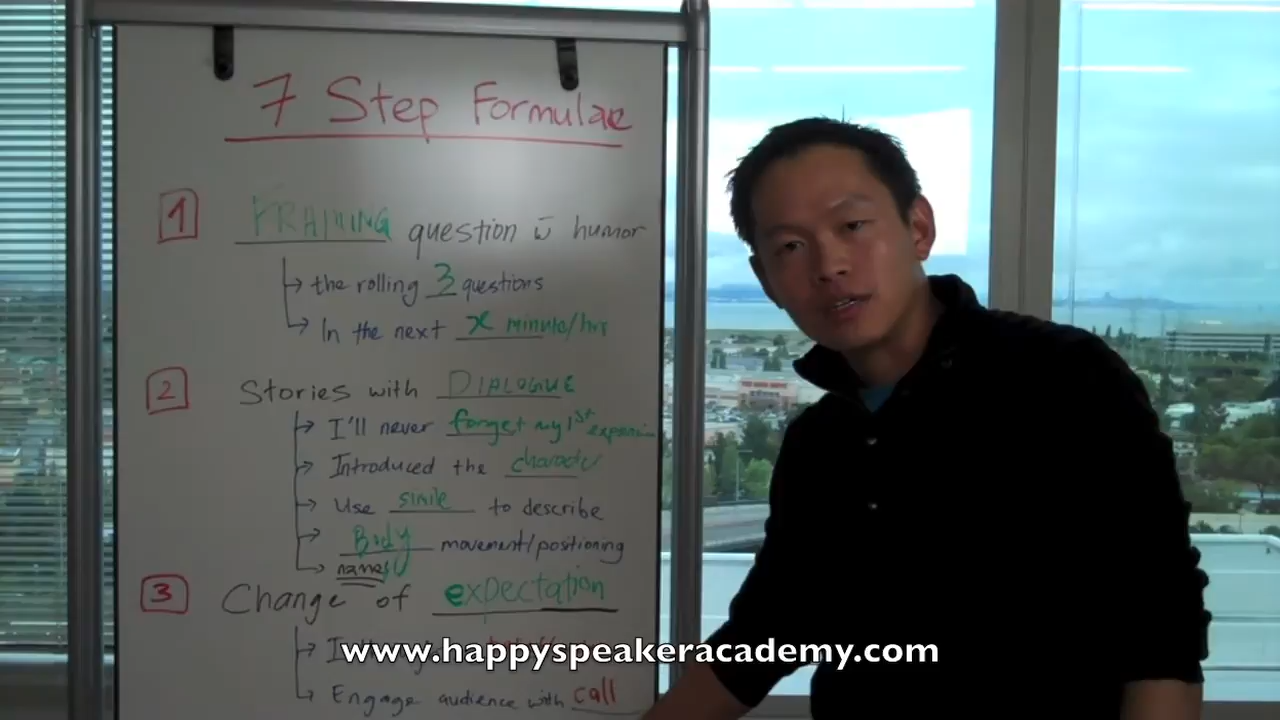 7 Step Formulae
1 FRAMING question w̄ humor
the rolling 3 questions
In the next x minute/hr
2 Stories with DIALOGUE
I'll never forget my 1st experience
Introduced the character
Use simile to describe
Body movement/positioning
names
3 Change of expectation
www.happyspeakeracademy.com
Engage audience with call